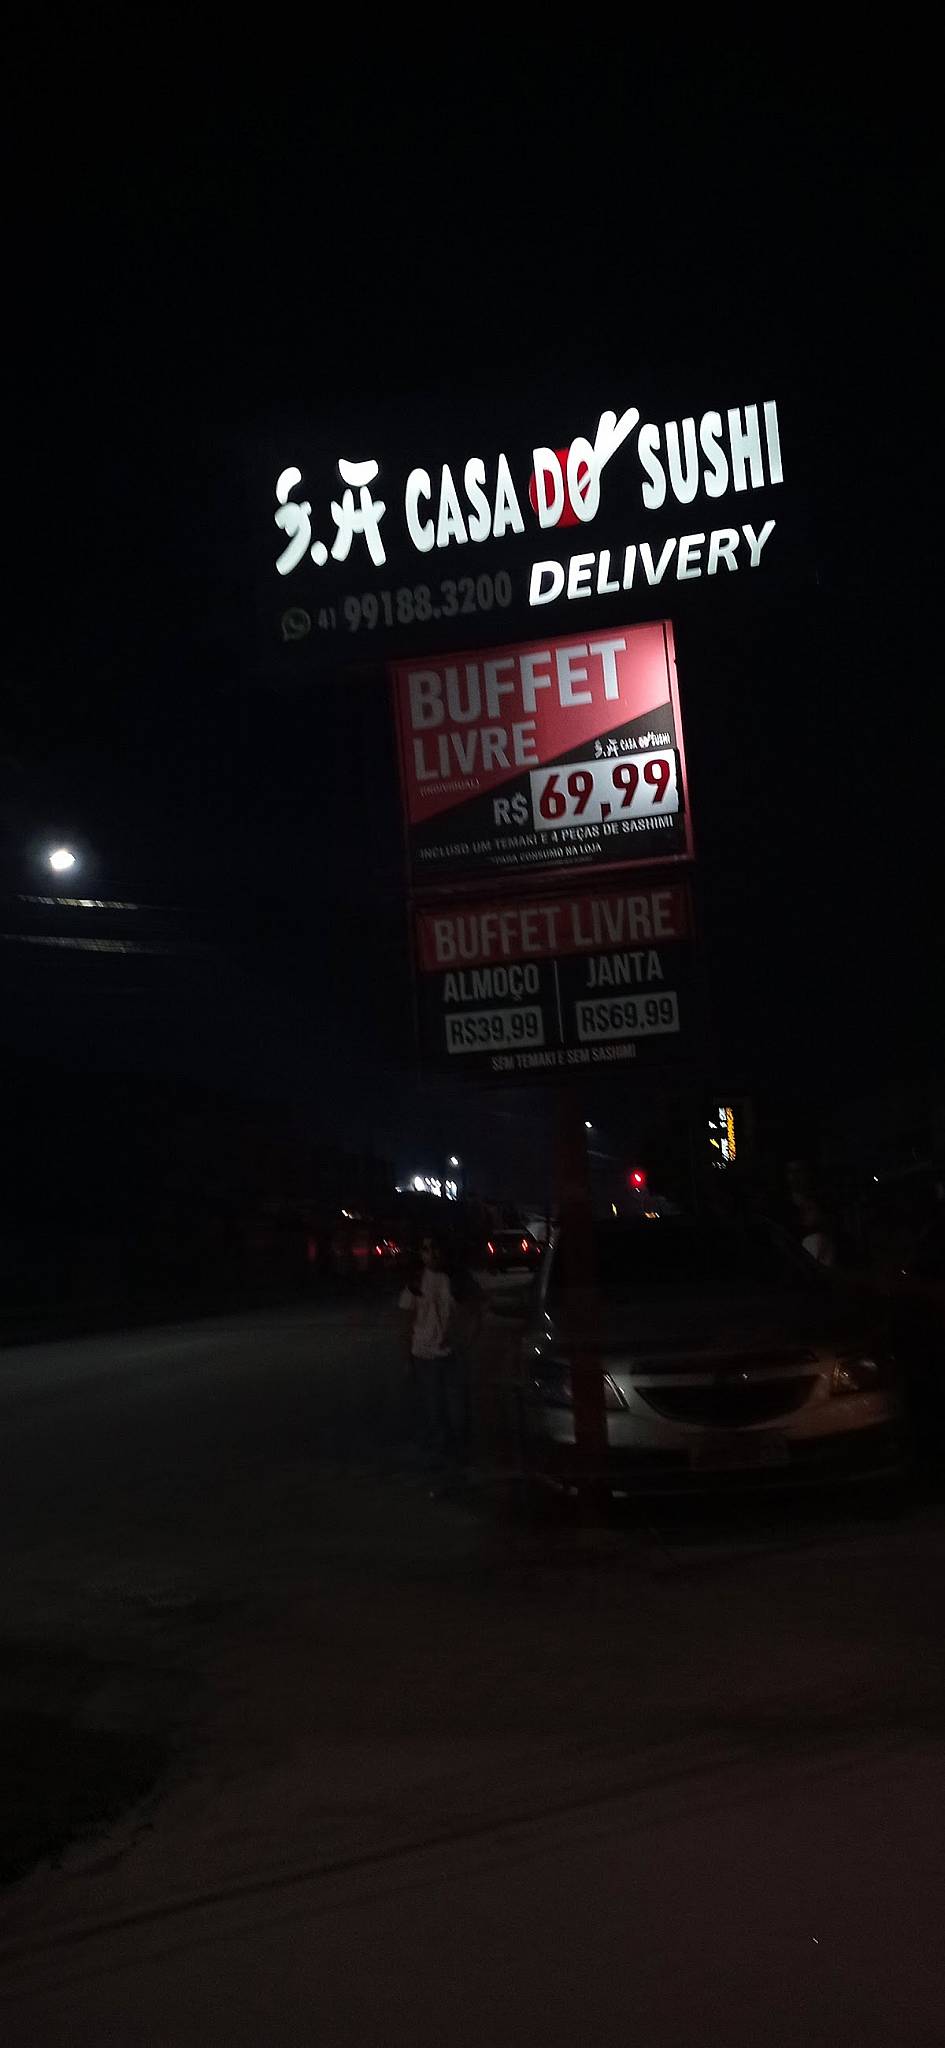 CASA DO SUSHI
DELIVERY
41 99188.3200
BUFFET
LIVRE
(INDIVIDUAL)
CASA DO SUSHI
R$ 69,99
INCLUSO UM TEMAKI E 4 PEÇAS DE SASHIMI
*PARA CONSUMO NA LOJA
BUFFET LIVRE
ALMOÇO JANTA
R$39,99 R$69,99
SEM TEMAKI E SEM SASHIMI